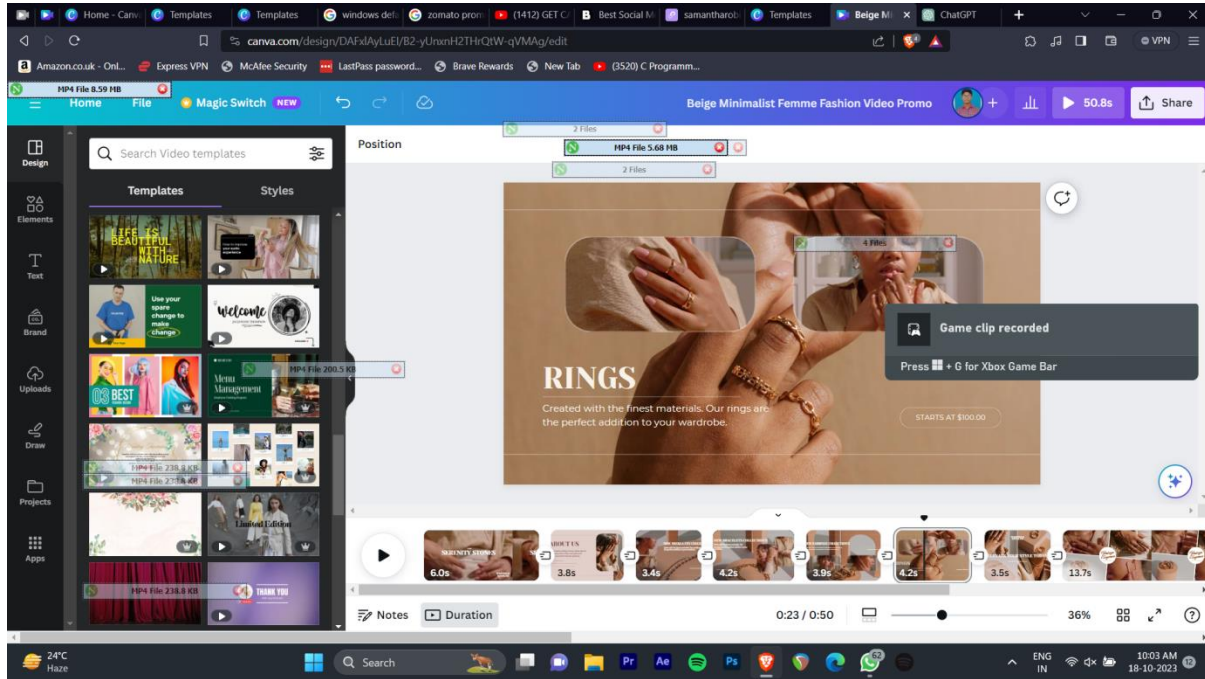 Home - Canv
Templates
Templates
windows defa
zomato prom
(1412) GET C
Best Social M
samantharob
Templates
Beige Mi
ChatGPT
canva.com/design/DAFxlAyLuEI/B2-yUnxnH2THrQtW-qVMAg/edit
VPN
Amazon.co.uk - Onl...
Express VPN
McAfee Security
LastPass password...
Brave Rewards
New Tab
(3520) C Programm...
MP4 File 8.59 MB
Home
File
Magic Switch
NEW
Beige Minimalist Femme Fashion Video Promo
50.8s
Share
2 Files
MP4 File 5.68 MB
2 Files
4 Files
Design
Elements
Text
Brand
Uploads
Draw
Projects
Apps
Search Video templates
Templates
Styles
Position
LIFE IS
BEAUTIFUL
WITH
NATURE
Use your
spare
change to
make
change
Welcome
03 BEST
Menu
Management
MP4 File 200.5 KB
MP4 File 238.8 KB
Limited Edition
MP4 File 238.8 KB
THANK YOU
RINGS
Created with the finest materials. Our rings are
the perfect addition to your wardrobe.
STARTS AT $100.00
Game clip recorded
Press + G for Xbox Game Bar
SERENITY STONES
ABOUT US
6.0s
3.8s
3.4s
4.2s
3.9s
4.2s
3.5s
13.7s
Notes
Duration
0:23 / 0:50
36%
24°C
Haze
Search
Pr
Ae
Ps
62
ENG
IN
10:03 AM
18-10-2023
12